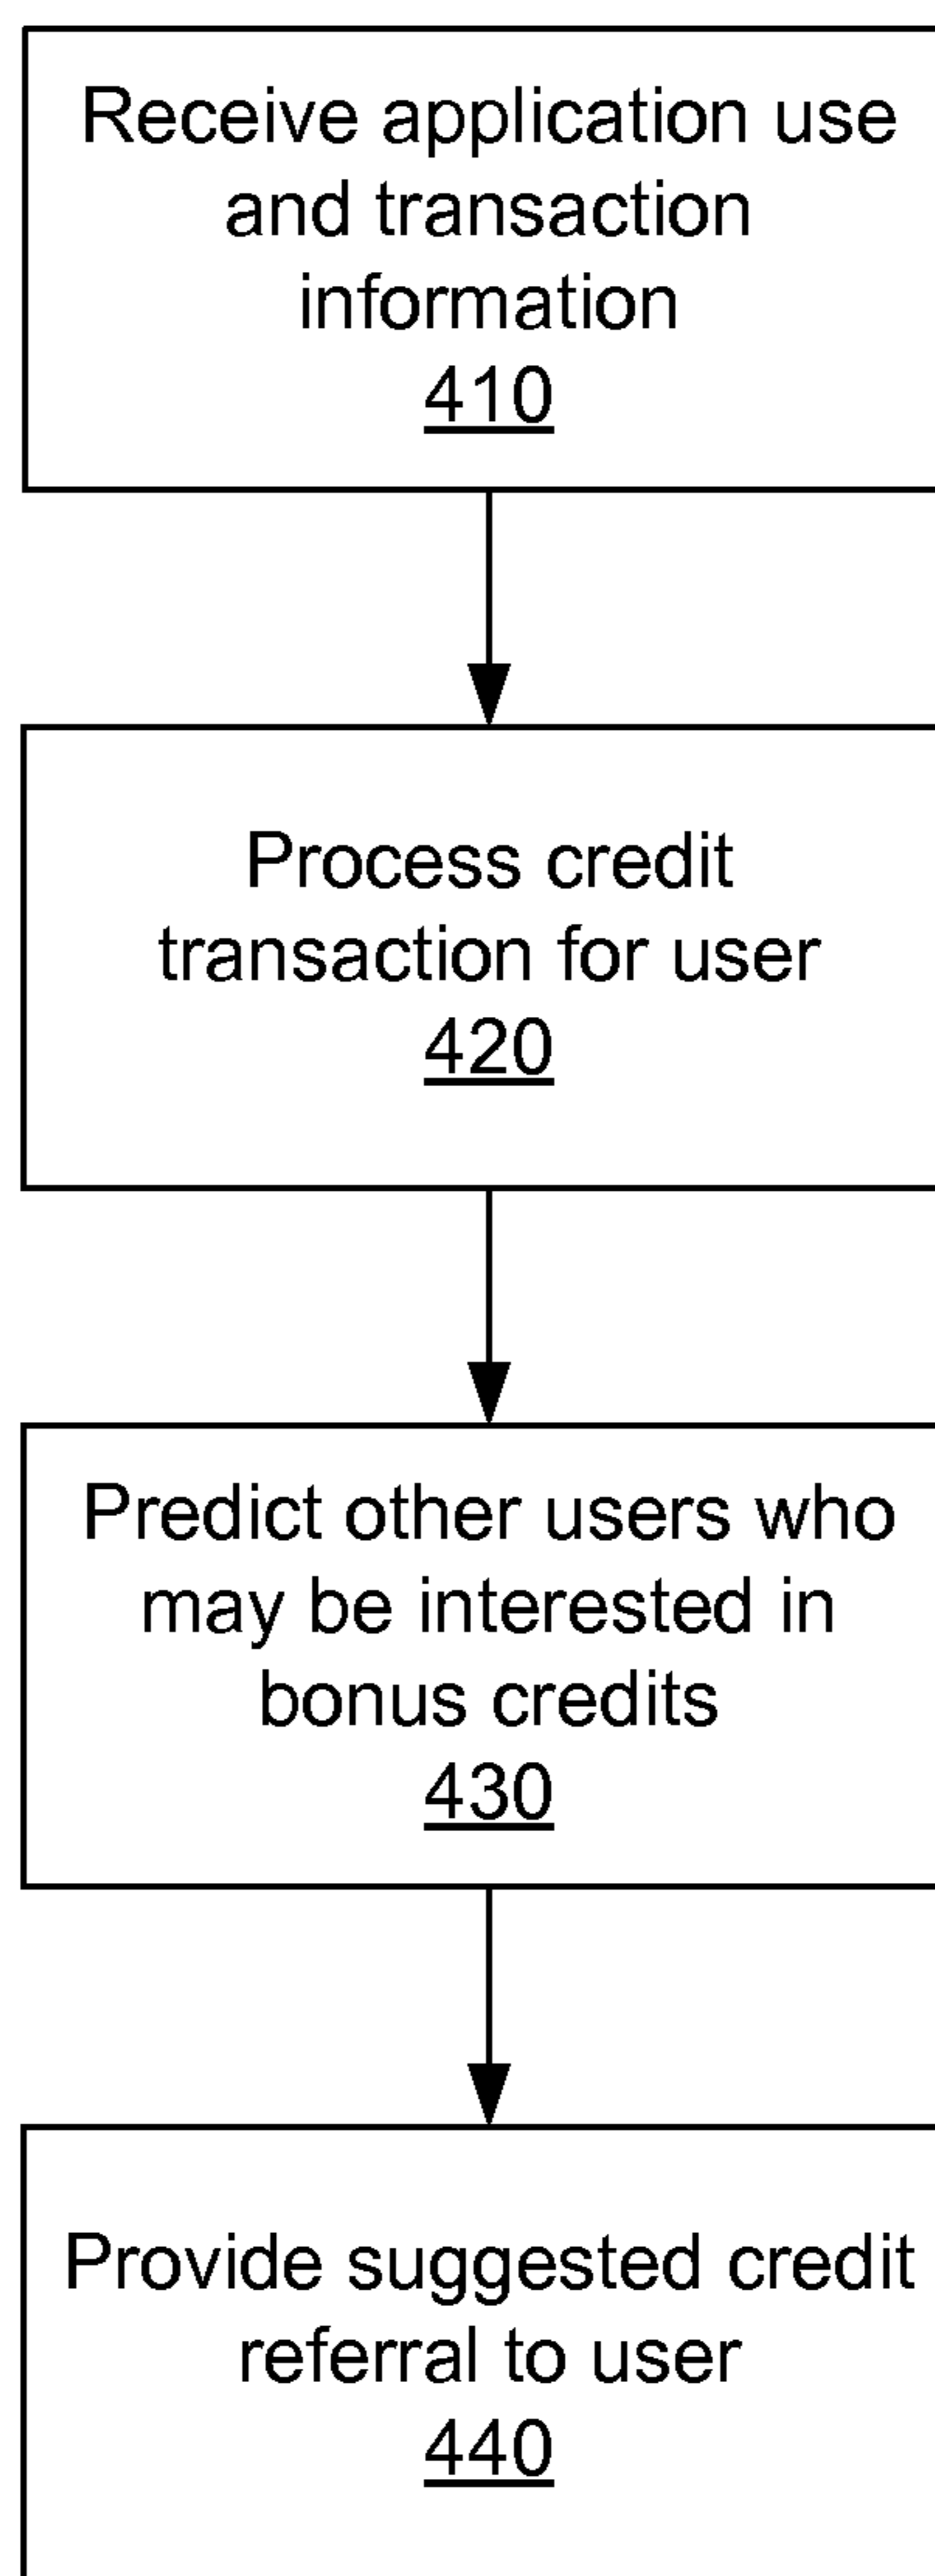 Receive application use
and transaction
information
410
Process credit
transaction for user
420
Predict other users who
may be interested in
bonus credits
430
Provide suggested credit
referral to user
440